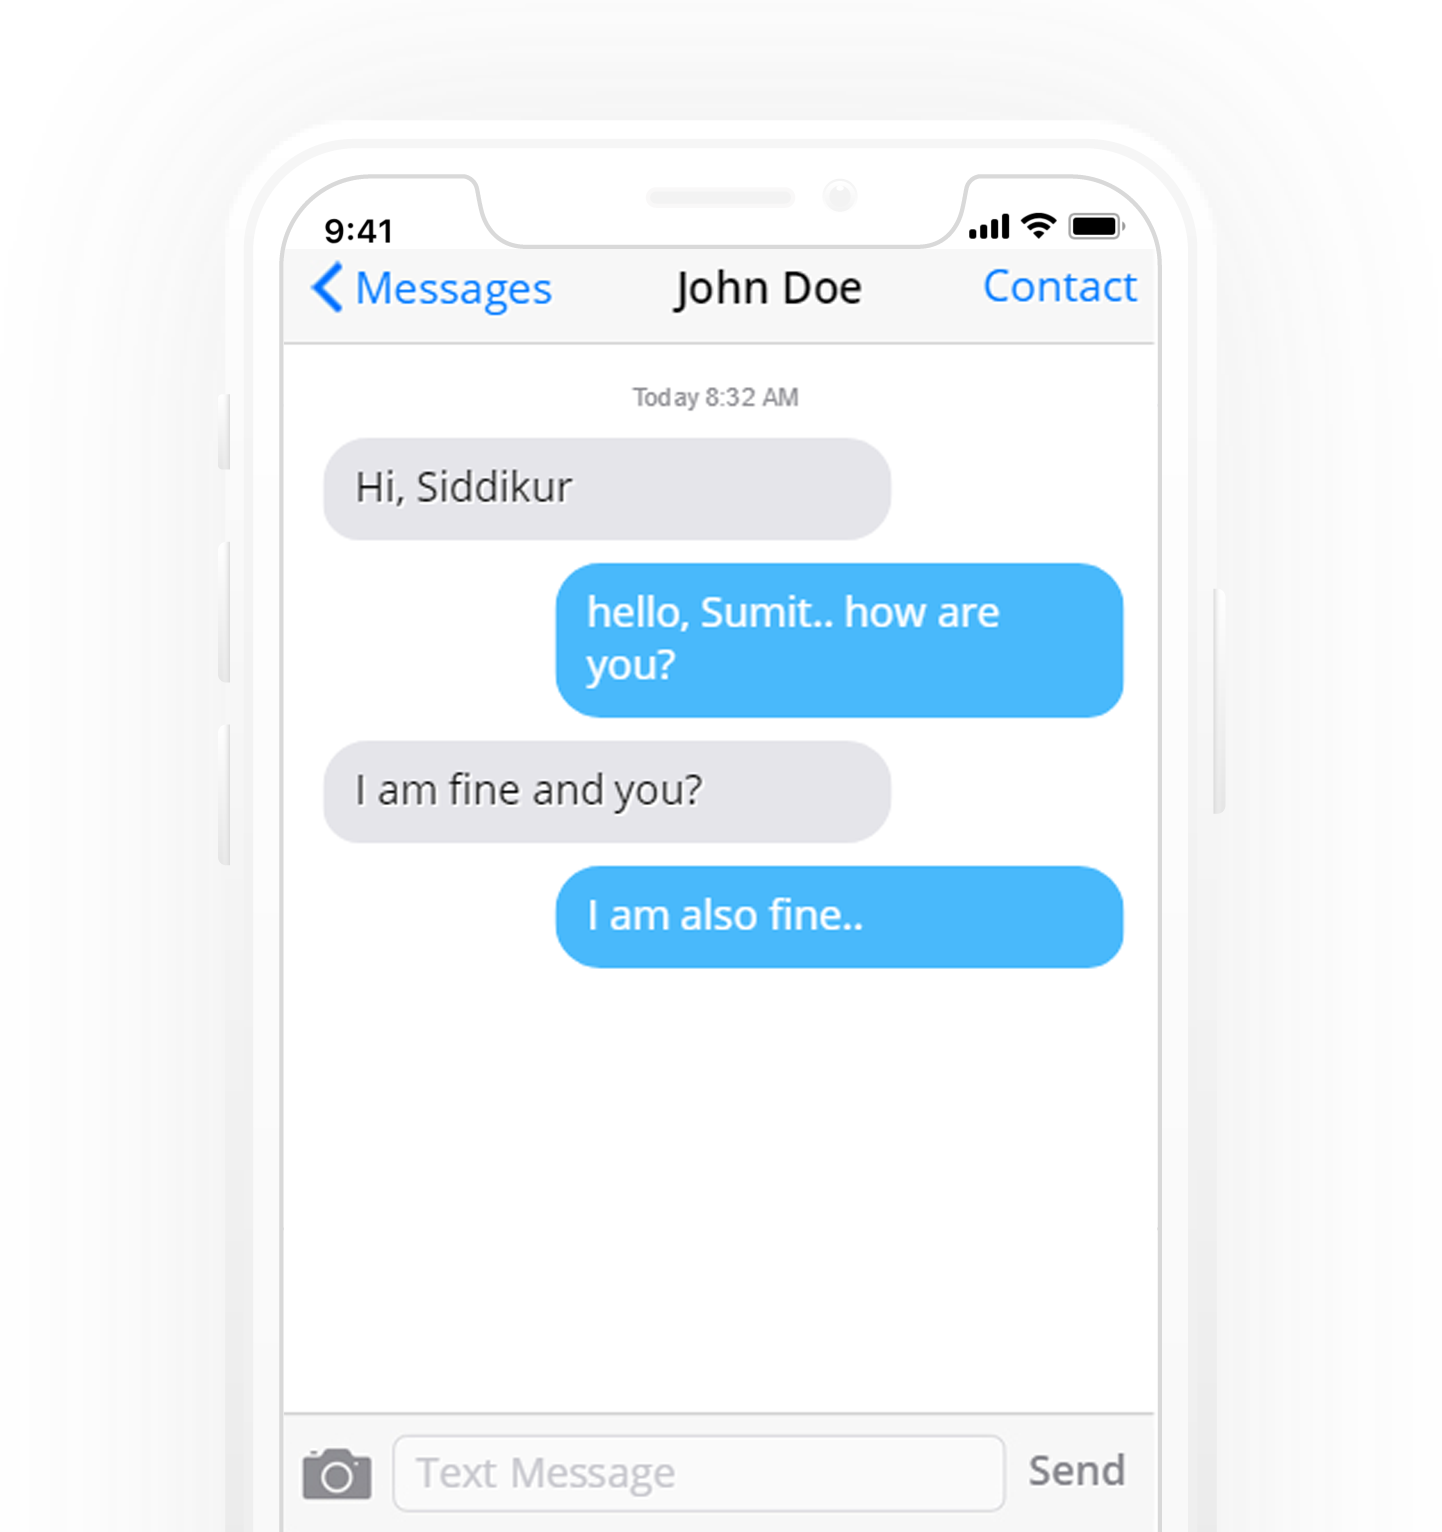 9:41
Messages John Doe Contact
Today 8:32 AM
Hi, Siddikur
hello, Sumit.. how are
you?
I am fine and you?
I am also fine..
Text Message Send